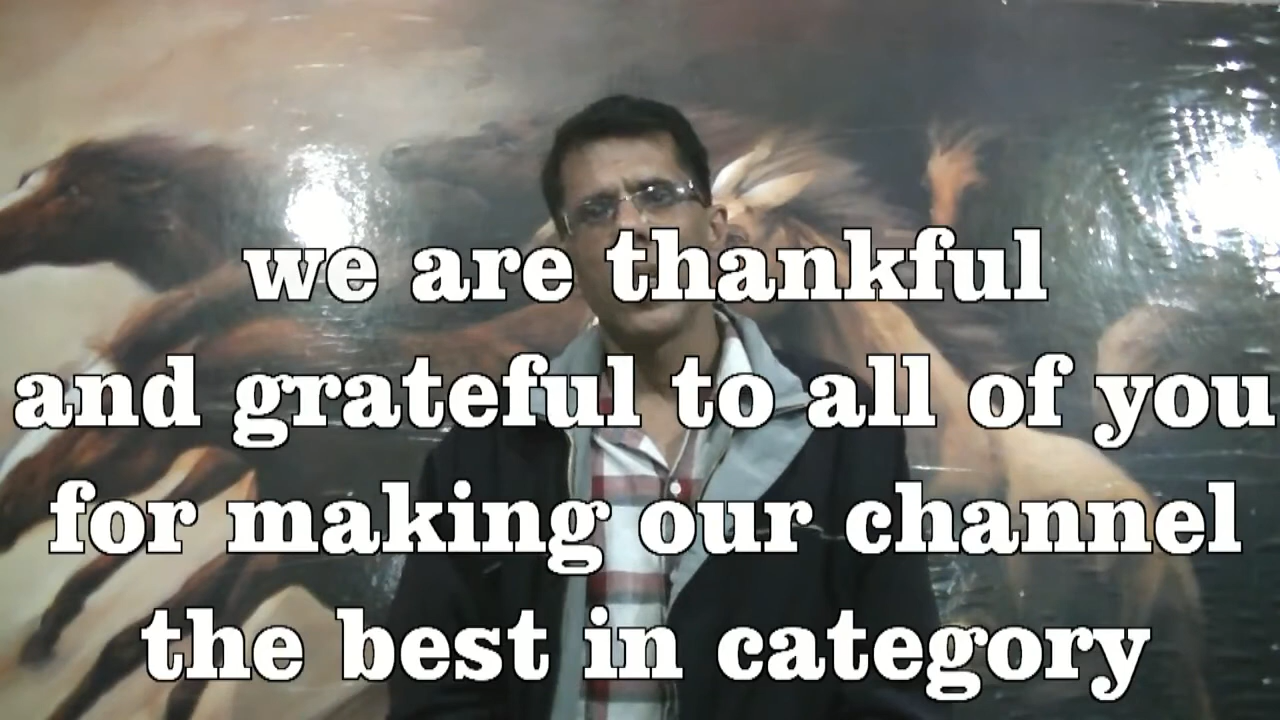 we are thankful
and grateful to all of you
for making our channel
the best in category